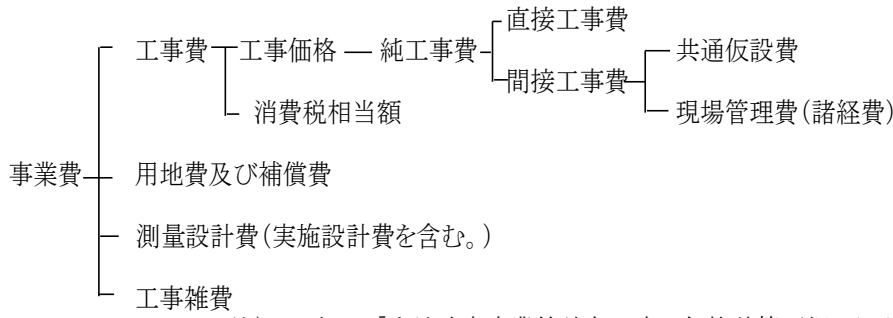 直接工事費
工事費 工事価格 純工事費 共通仮設費
間接工事費
消費税相当額 現場管理費(諸経費)
事業費 用地費及び補償費
測量設計費(実施設計費を含む。)
工事雑費